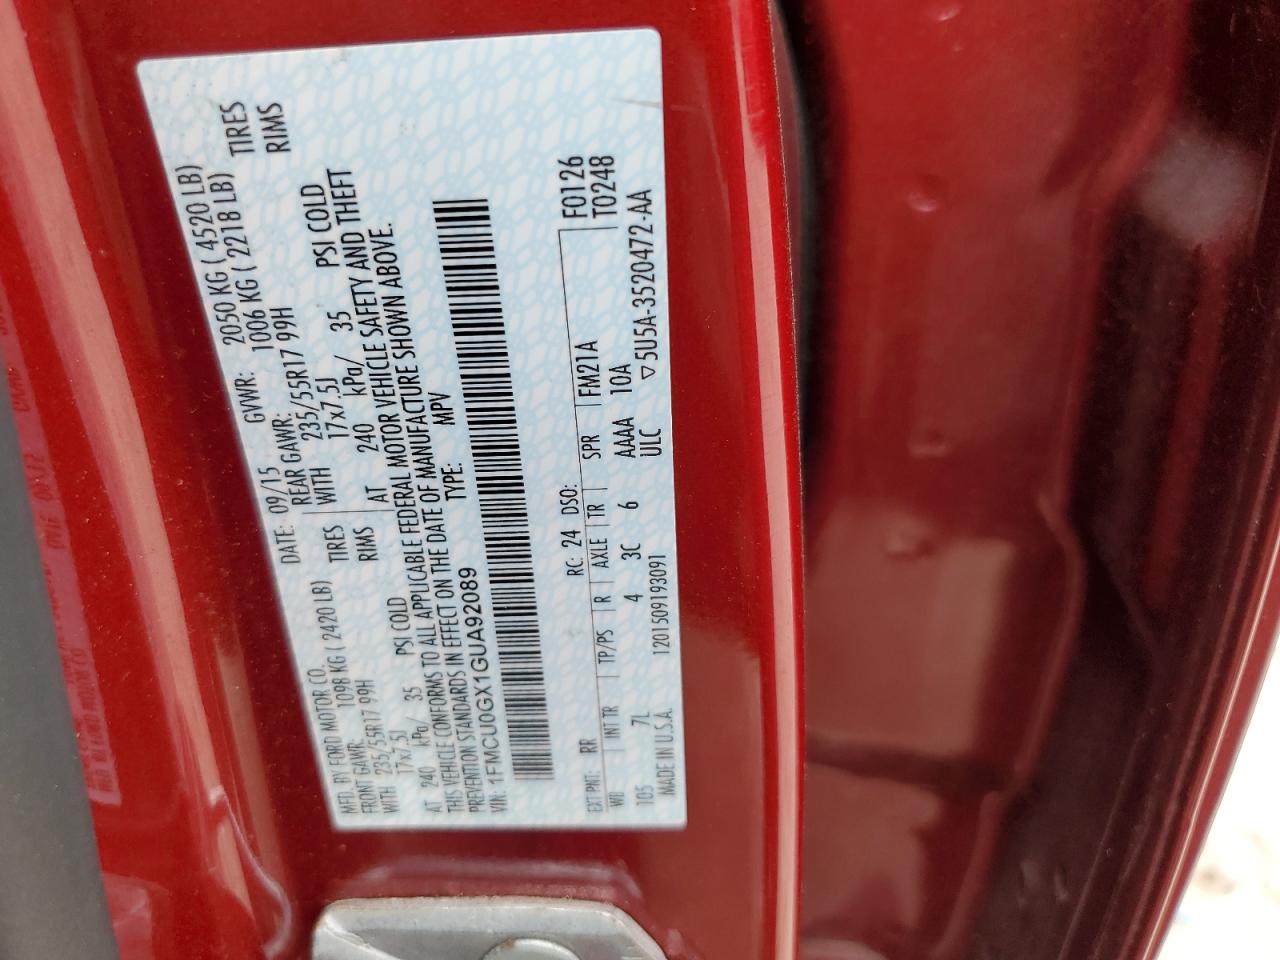 MFD. BY FORD MOTOR CO.
DATE: 09/15 GVWR: 2050 KG ( 4520 LB)
FRONT GAWR: 1098 KG ( 2420 LB)
REAR GAWR: 1006 KG ( 2218 LB)
WITH 235/55R17 99H TIRES
WITH 235/55R17 99H TIRES
17x7.5J RIMS
17x7.5J RIMS
AT 240 kPa/ 35 PSI COLD
AT 240 kPa/ 35 PSI COLD
THIS VEHICLE CONFORMS TO ALL APPLICABLE FEDERAL MOTOR VEHICLE SAFETY AND THEFT
PREVENTION STANDARDS IN EFFECT ON THE DATE OF MANUFACTURE SHOWN ABOVE.
VIN: 1FMCU0GX1GUA92089 TYPE: MPV
EXT PNT: RR RC: 24 DSO: F0126
WB INT TR TP/PS R AXLE TR SPR FM21A T0248
105 7L 4 3C 6 AAAA 10A
MADE IN U.S.A. 1201509193091 ULC ▽5U5A-3520472-AA